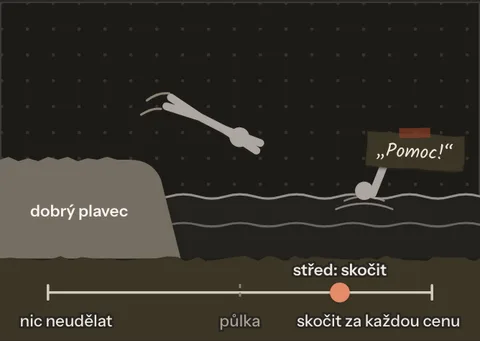 „Pomoc!“
dobrý plavec
střed: skočit
nic neudělat
půlka
skočit za každou cenu